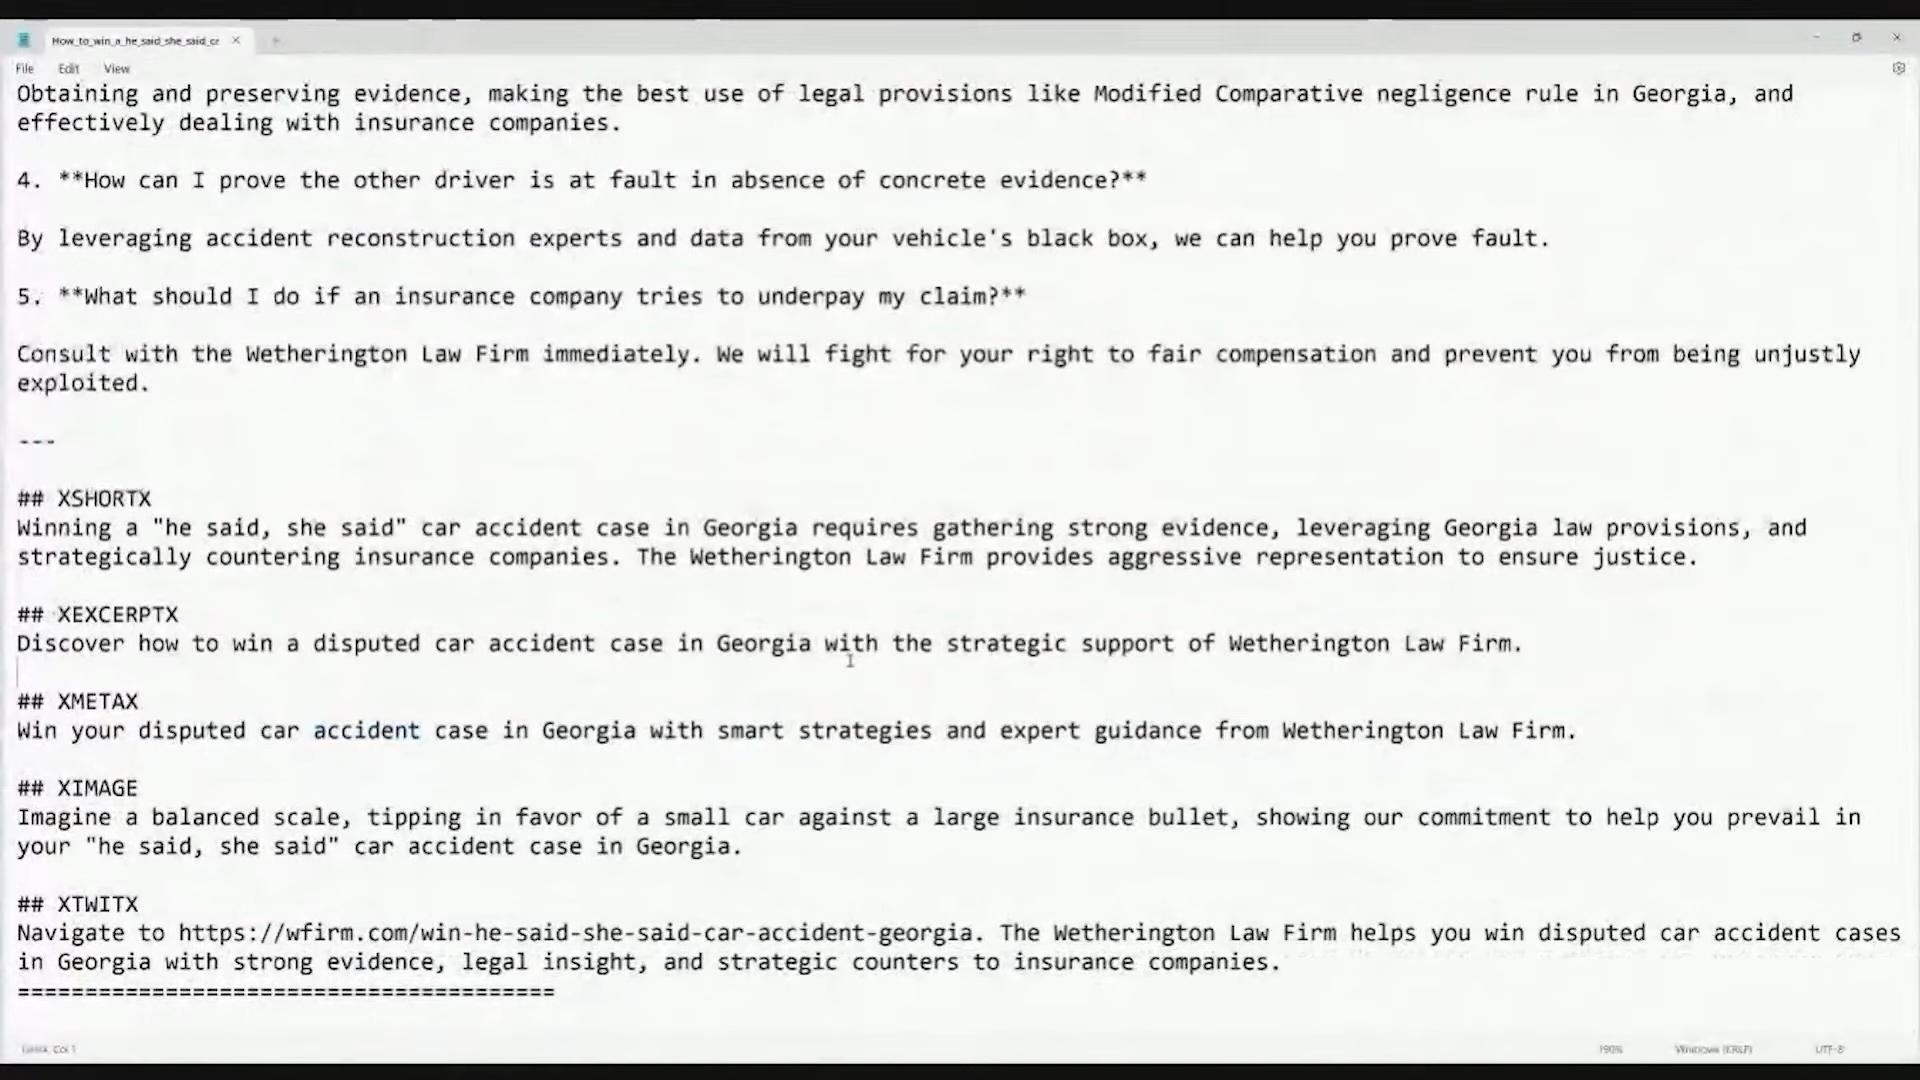 How_to_win_a_he_said_she_said_cr
File Edit View
Obtaining and preserving evidence, making the best use of legal provisions like Modified Comparative negligence rule in Georgia, and
effectively dealing with insurance companies.
4. **How can I prove the other driver is at fault in absence of concrete evidence?**
By leveraging accident reconstruction experts and data from your vehicle's black box, we can help you prove fault.
5. **What should I do if an insurance company tries to underpay my claim?**
Consult with the Wetherington Law Firm immediately. We will fight for your right to fair compensation and prevent you from being unjustly
exploited.
---
## XSHORTX
Winning a "he said, she said" car accident case in Georgia requires gathering strong evidence, leveraging Georgia law provisions, and
strategically countering insurance companies. The Wetherington Law Firm provides aggressive representation to ensure justice.
## XEXCERPTX
Discover how to win a disputed car accident case in Georgia with the strategic support of Wetherington Law Firm.
## XMETAX
Win your disputed car accident case in Georgia with smart strategies and expert guidance from Wetherington Law Firm.
## XIMAGE
Imagine a balanced scale, tipping in favor of a small car against a large insurance bullet, showing our commitment to help you prevail in
your "he said, she said" car accident case in Georgia.
## XTWITX
Navigate to https://wfirm.com/win-he-said-she-said-car-accident-georgia. The Wetherington Law Firm helps you win disputed car accident cases
in Georgia with strong evidence, legal insight, and strategic counters to insurance companies.
========================================
190% Windows (CRLF) UTF-8